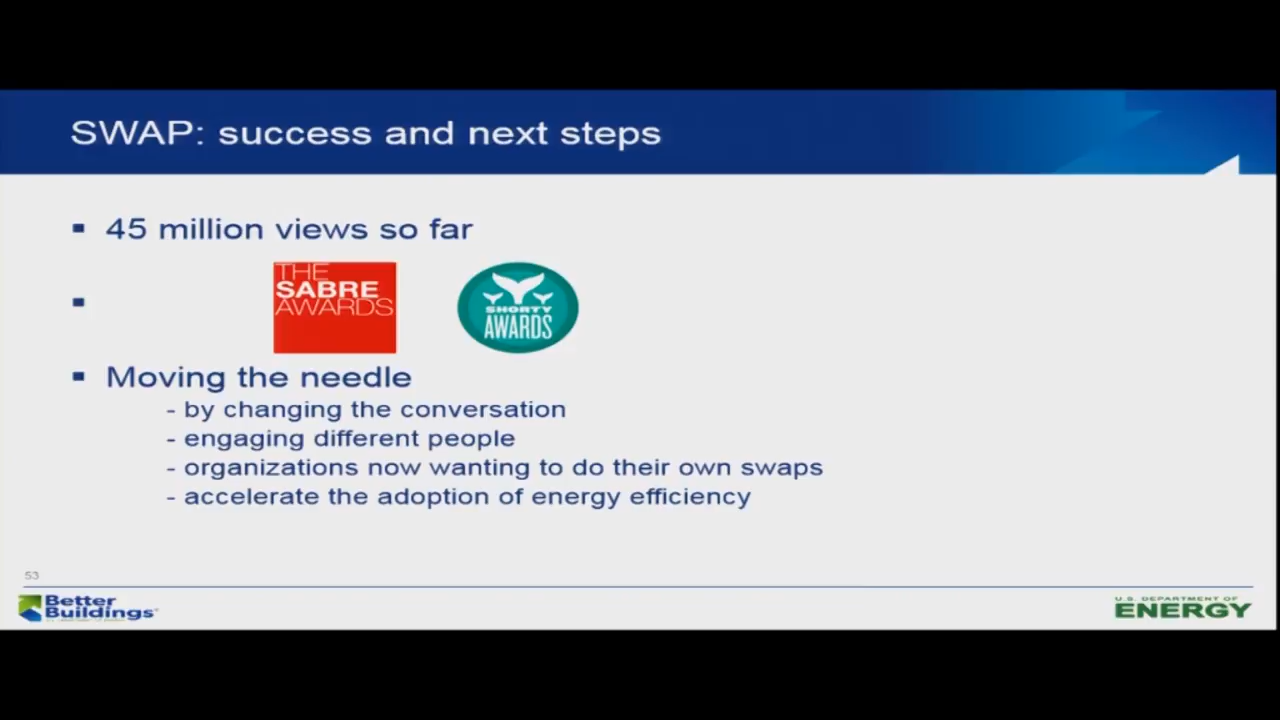 SWAP: success and next steps
45 million views so far
THE
SABRE
AWARDS
SHORTY
AWARDS
Moving the needle
- by changing the conversation
- engaging different people
- organizations now wanting to do their own swaps
- accelerate the adoption of energy efficiency
53
Better
Buildings
U.S. DEPARTMENT OF
ENERGY